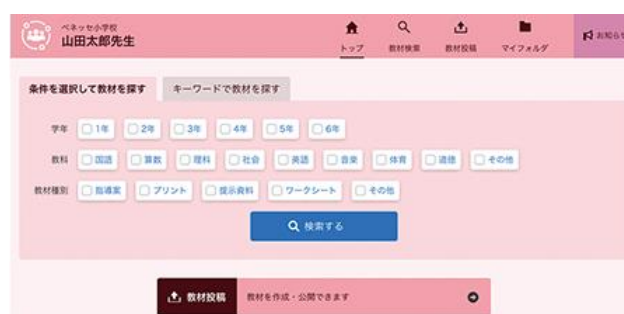 ベネッセ小学校
山田太郎先生
トップ
教材検索
教材投稿
マイフォルダ
お知らせ
条件を選択して教材を探す
キーワードで教材を探す
学年 1年 2年 3年 4年 5年 6年
教科 国語 算数 理科 社会 英語 音楽 体育 道徳 その他
教材種別 指導案 プリント 提示資料 ワークシート その他
検索する
教材投稿 教材を作成・公開できます